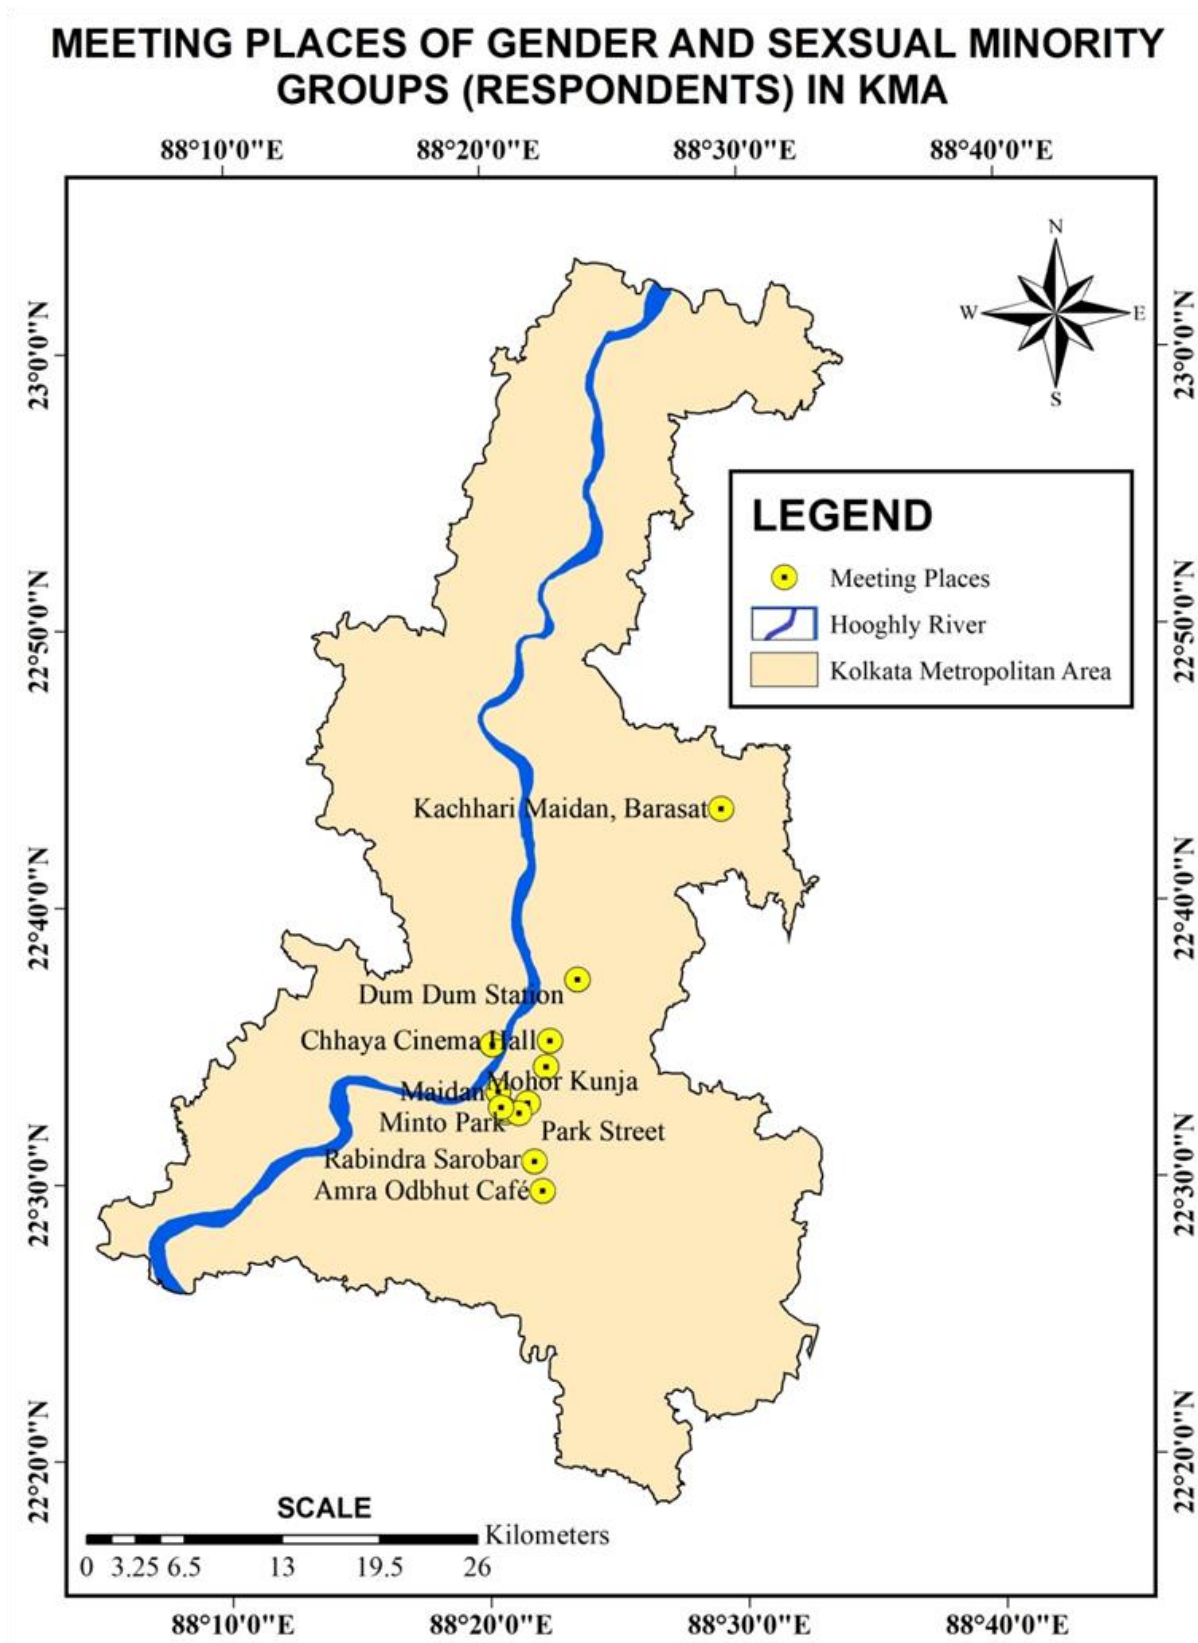 MEETING PLACES OF GENDER AND SEXSUAL MINORITY
GROUPS (RESPONDENTS) IN KMA
88°10'0"E 88°20'0"E 88°30'0"E 88°40'0"E
N
W E
S
23°0'0"N
23°0'0"N
LEGEND
Meeting Places
Hooghly River
Kolkata Metropolitan Area
22°50'0"N
22°50'0"N
Kachhari Maidan, Barasat
22°40'0"N
22°40'0"N
Dum Dum Station
Chhaya Cinema Hall
Mohor Kunja
Maidan
Minto Park
Park Street
Rabindra Sarobar
Amra Odbhut Café
22°30'0"N
22°30'0"N
22°20'0"N
22°20'0"N
SCALE
Kilometers
0 3.25 6.5 13 19.5 26
88°10'0"E 88°20'0"E 88°30'0"E 88°40'0"E